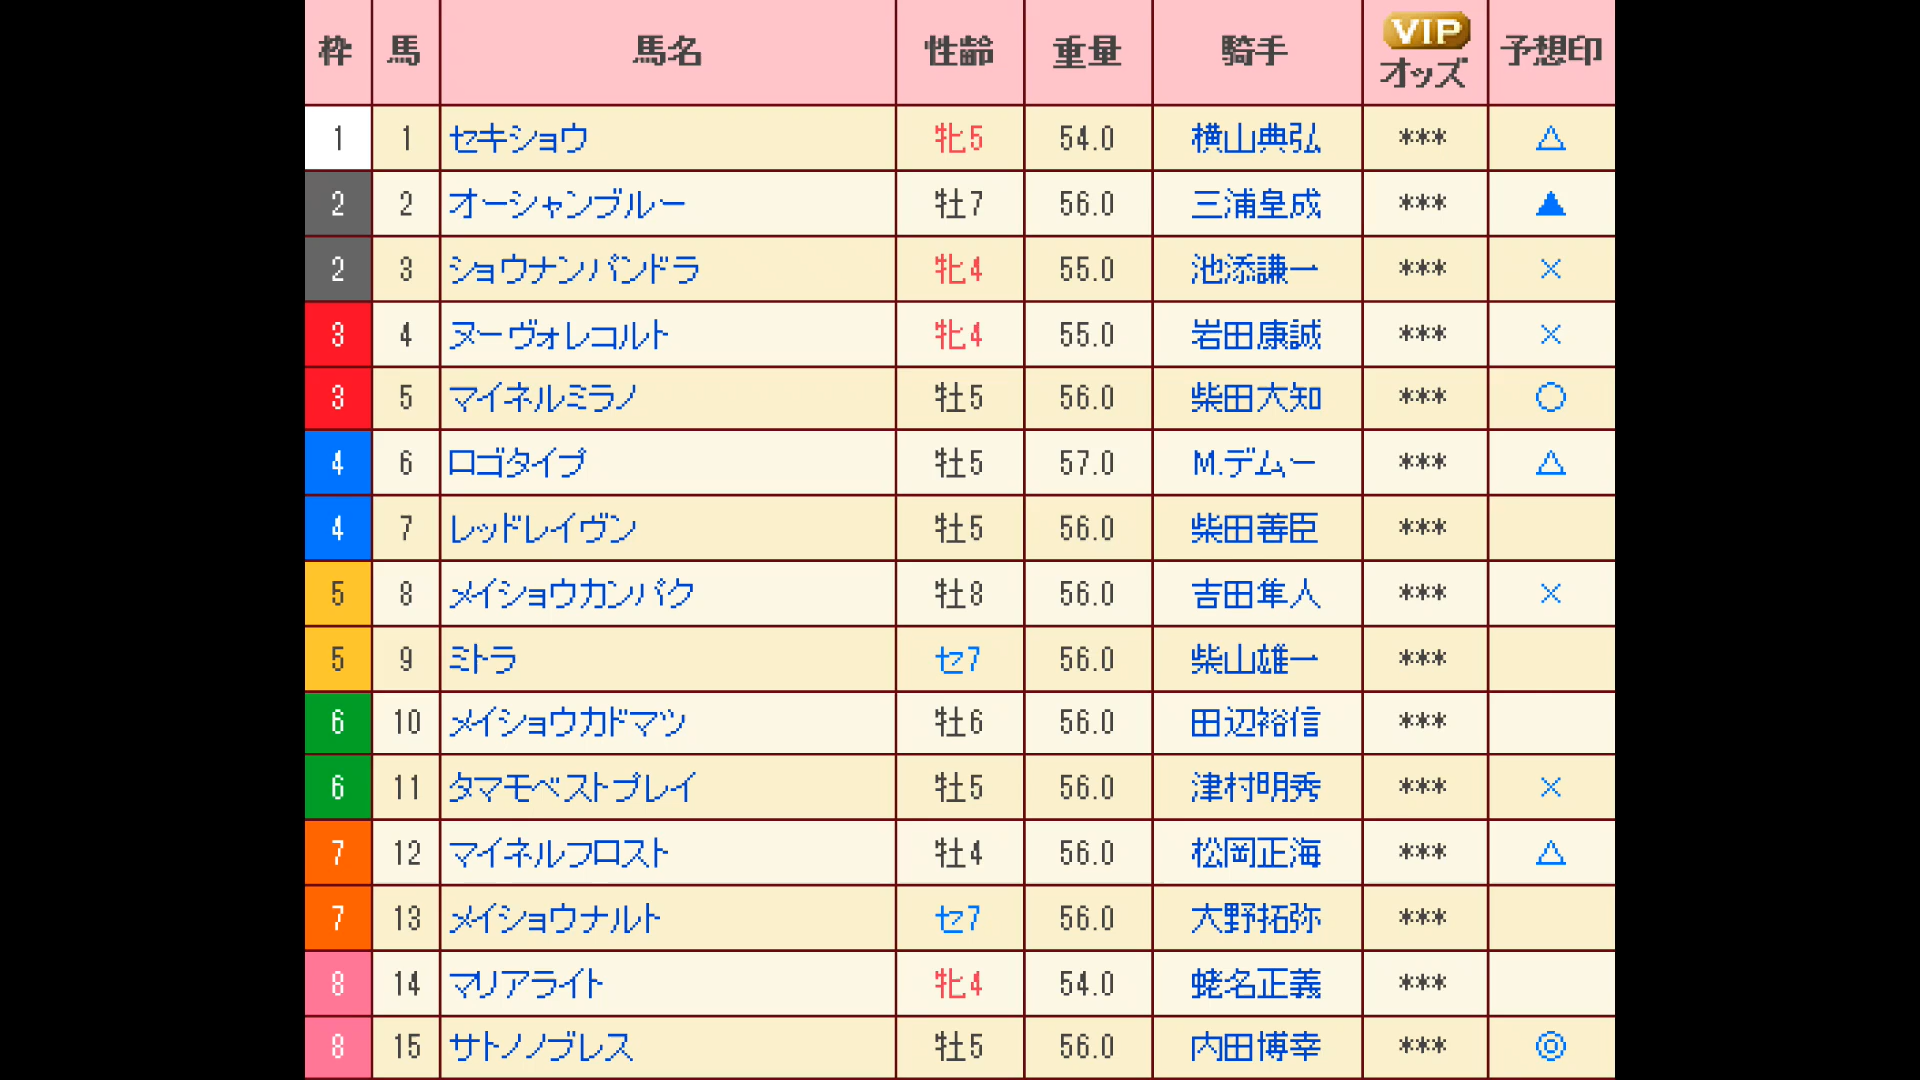 枠 馬 馬名 性齢 重量 騎手 VIPオッズ 予想印
1 1 セキショウ 牝5 54.0 横山典弘 *** △
2 2 オーシャンブルー 牡7 56.0 三浦皇成 *** ▲
2 3 ショウナンパンドラ 牝4 55.0 池添謙一 *** ×
3 4 ヌーヴォレコルト 牝4 55.0 岩田康誠 *** ×
3 5 マイネルミラノ 牡5 56.0 柴田大知 *** ○
4 6 ロゴタイプ 牡5 57.0 M.デムー *** △
4 7 レッドレイヴン 牡5 56.0 柴田善臣 ***
5 8 メイショウカンパク 牡8 56.0 吉田隼人 *** ×
5 9 ミトラ セ7 56.0 柴山雄一 ***
6 10 メイショウカドマツ 牡6 56.0 田辺裕信 ***
6 11 タマモベストプレイ 牡5 56.0 津村明秀 *** ×
7 12 マイネルフロスト 牡4 56.0 松岡正海 *** △
7 13 メイショウナルト セ7 56.0 大野拓弥 ***
8 14 マリアライト 牝4 54.0 蛯名正義 ***
8 15 サトノノブレス 牡5 56.0 内田博幸 *** ◎